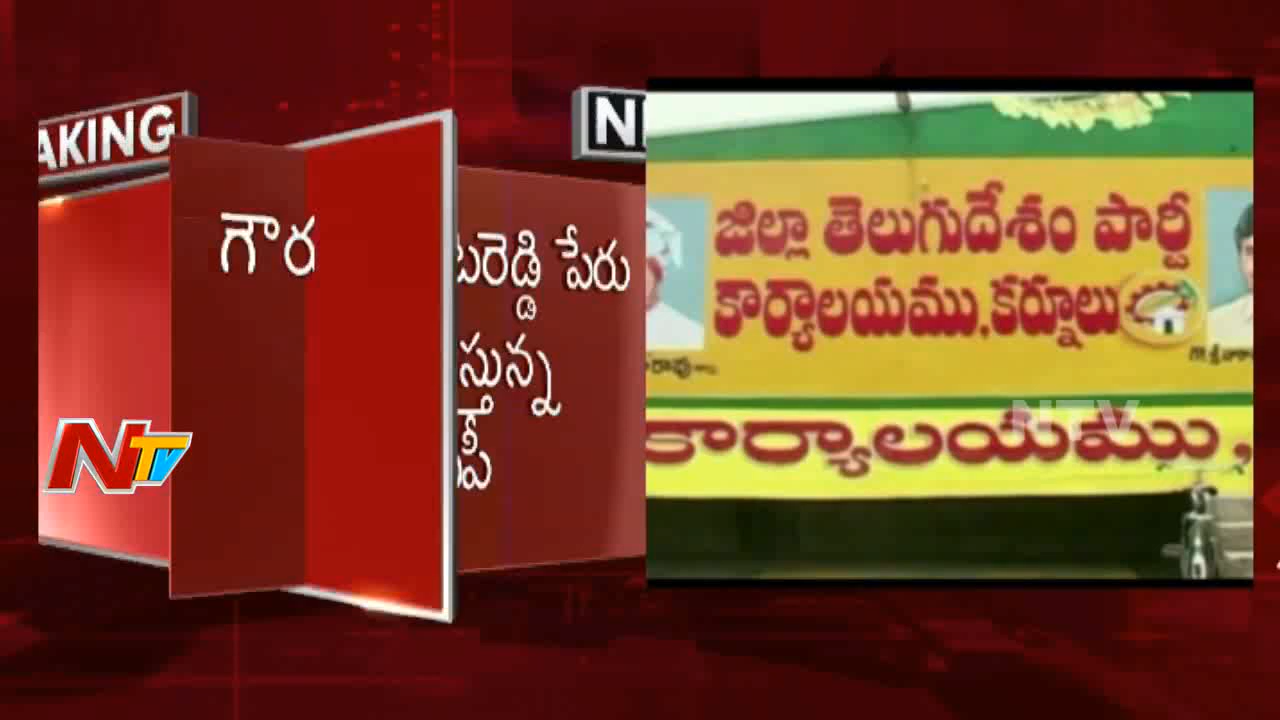 AKING
గౌర
టరెడ్డి పేరు
స్తున్న
NTV
జిల్లా తెలుగుదేశం పార్టీ
కార్యాలయము,కర్నూలు
కార్యాలయము,
NTV